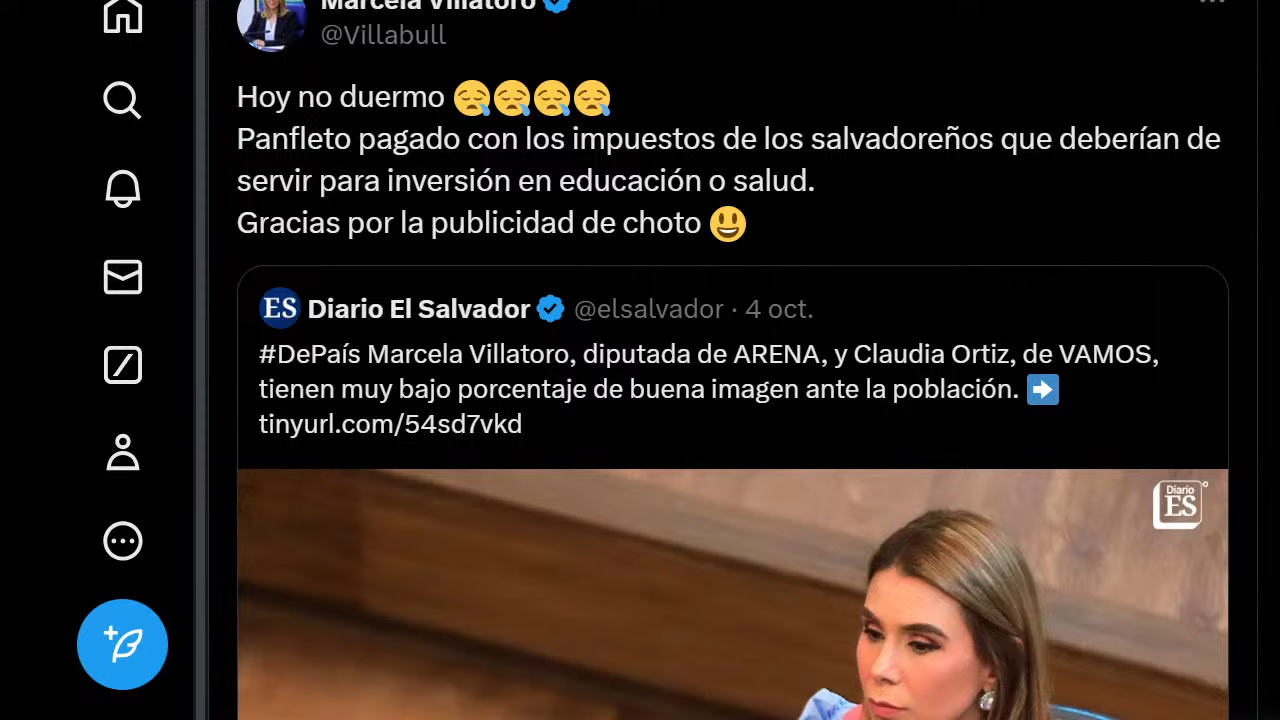 Marcela Villatoro
@Villabull
Hoy no duermo 😪😪😪😪
Panfleto pagado con los impuestos de los salvadoreños que deberían de
servir para inversión en educación o salud.
Gracias por la publicidad de choto 😃
ES Diario El Salvador @elsalvador · 4 oct.
#DePaís Marcela Villatoro, diputada de ARENA, y Claudia Ortiz, de VAMOS,
tienen muy bajo porcentaje de buena imagen ante la población. ➡️
tinyurl.com/54sd7vkd
Diario
ES